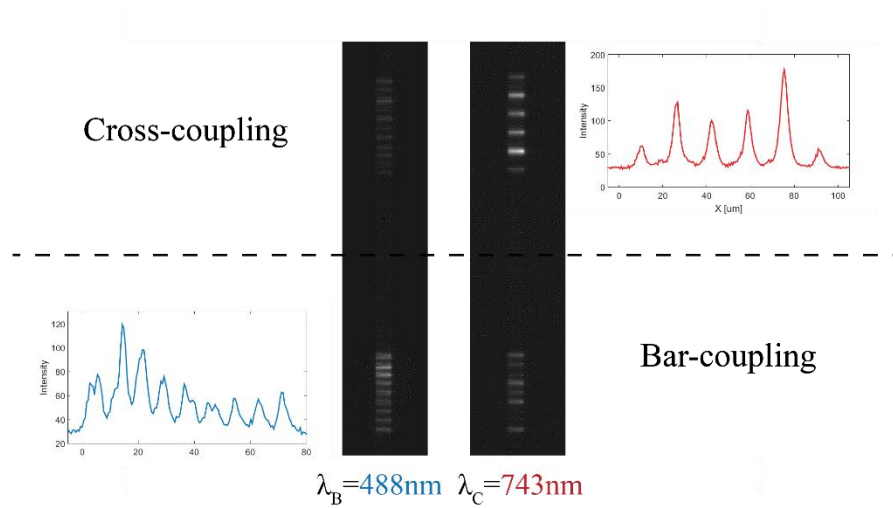 Cross-coupling
200
150
100
50
0
Intensity
0 20 40 60 80 100
X [um]
120
100
80
60
40
20
Intensity
0 20 40 60 80
Bar-coupling
λB=488nm λC=743nm